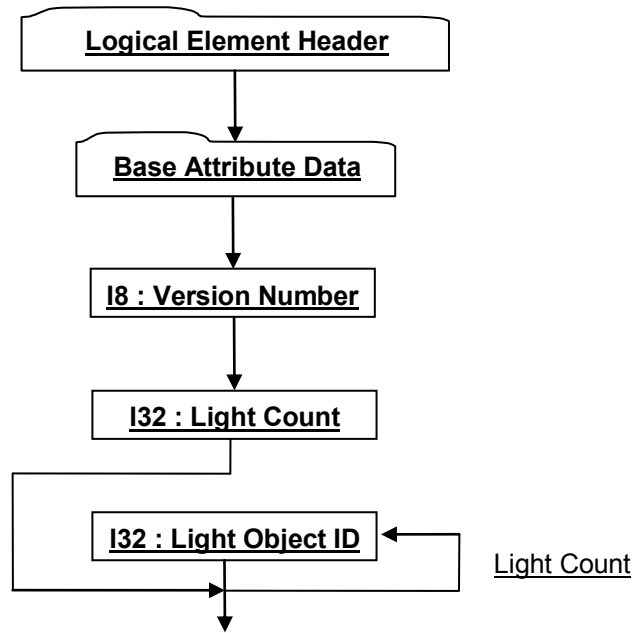 Logical Element Header
Base Attribute Data
I8 : Version Number
I32 : Light Count
I32 : Light Object ID
Light Count